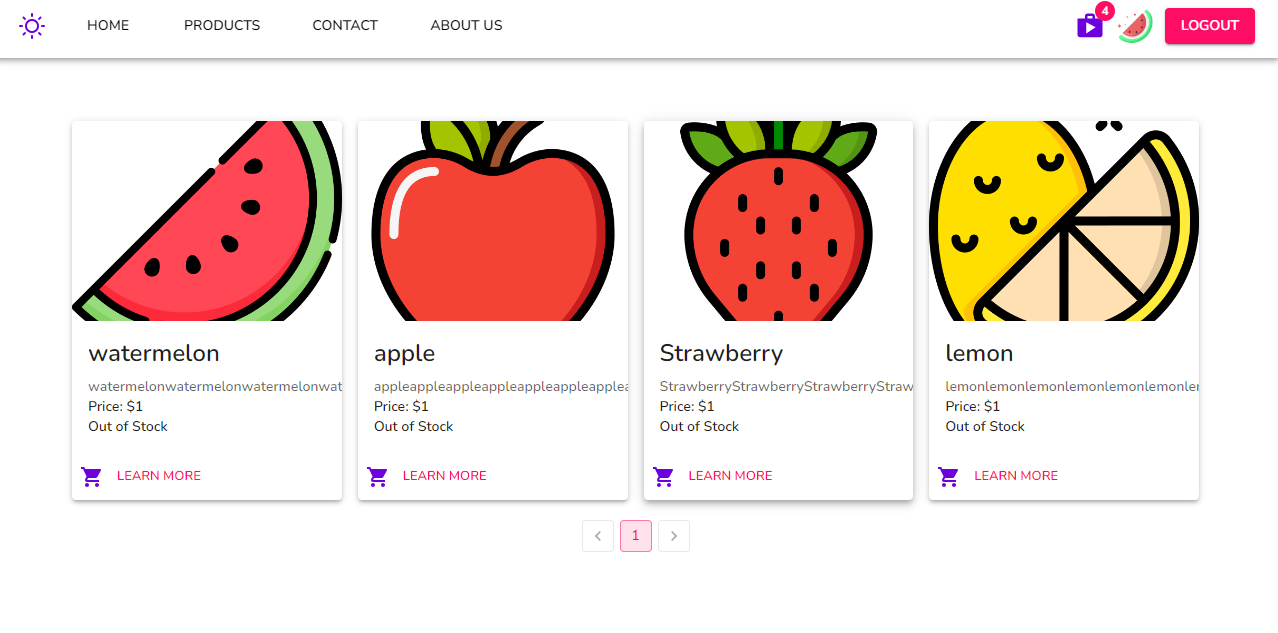 HOME PRODUCTS CONTACT ABOUT US 4 LOGOUT
watermelon apple Strawberry lemon
watermelonwatermelonwatermelonwat appleappleappleappleappleappleapplea StrawberryStrawberryStrawberryStraw lemonlemonlemonlemonlemonlemonler
Price: $1 Price: $1 Price: $1 Price: $1
Out of Stock Out of Stock Out of Stock Out of Stock
LEARN MORE LEARN MORE LEARN MORE LEARN MORE
1